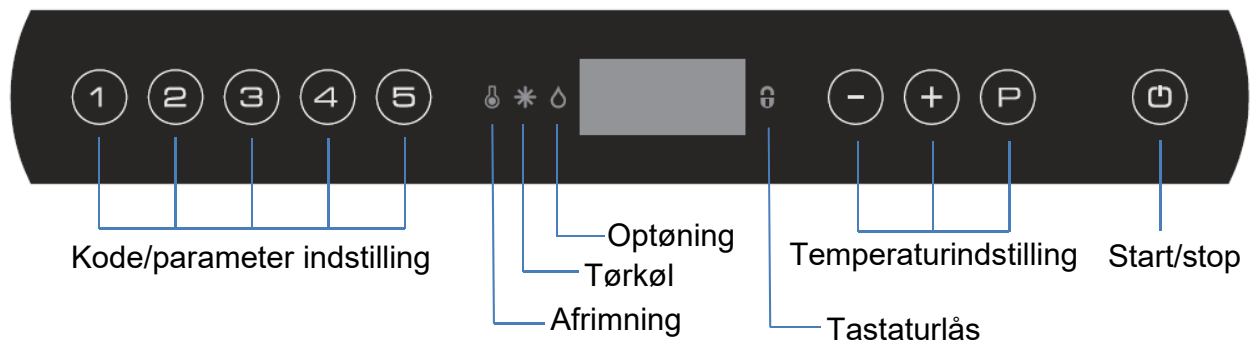 1 2 3 4 5 - + P
Optøning
Kode/parameter indstilling
Temperaturindstilling
Start/stop
Tørkøl
Afrimning
Tastaturlås